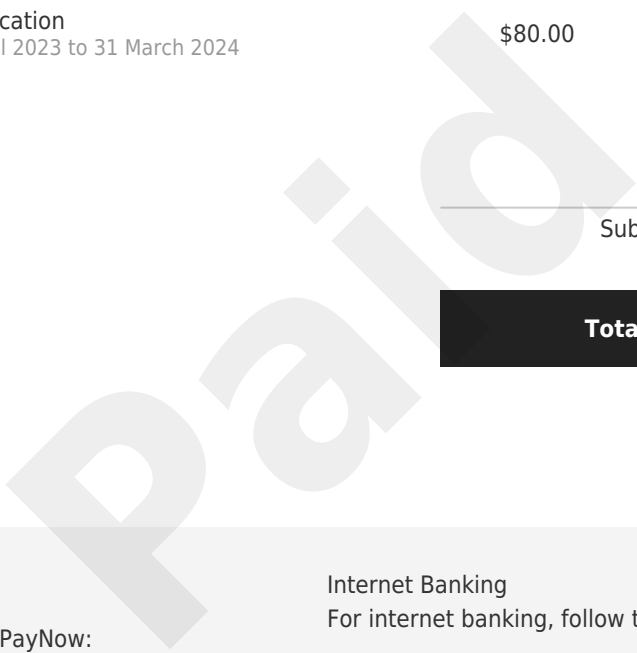 cation
l 2023 to 31 March 2024
$80.00
Sub
Tota
Paid
Internet Banking
For internet banking, follow t
PayNow: